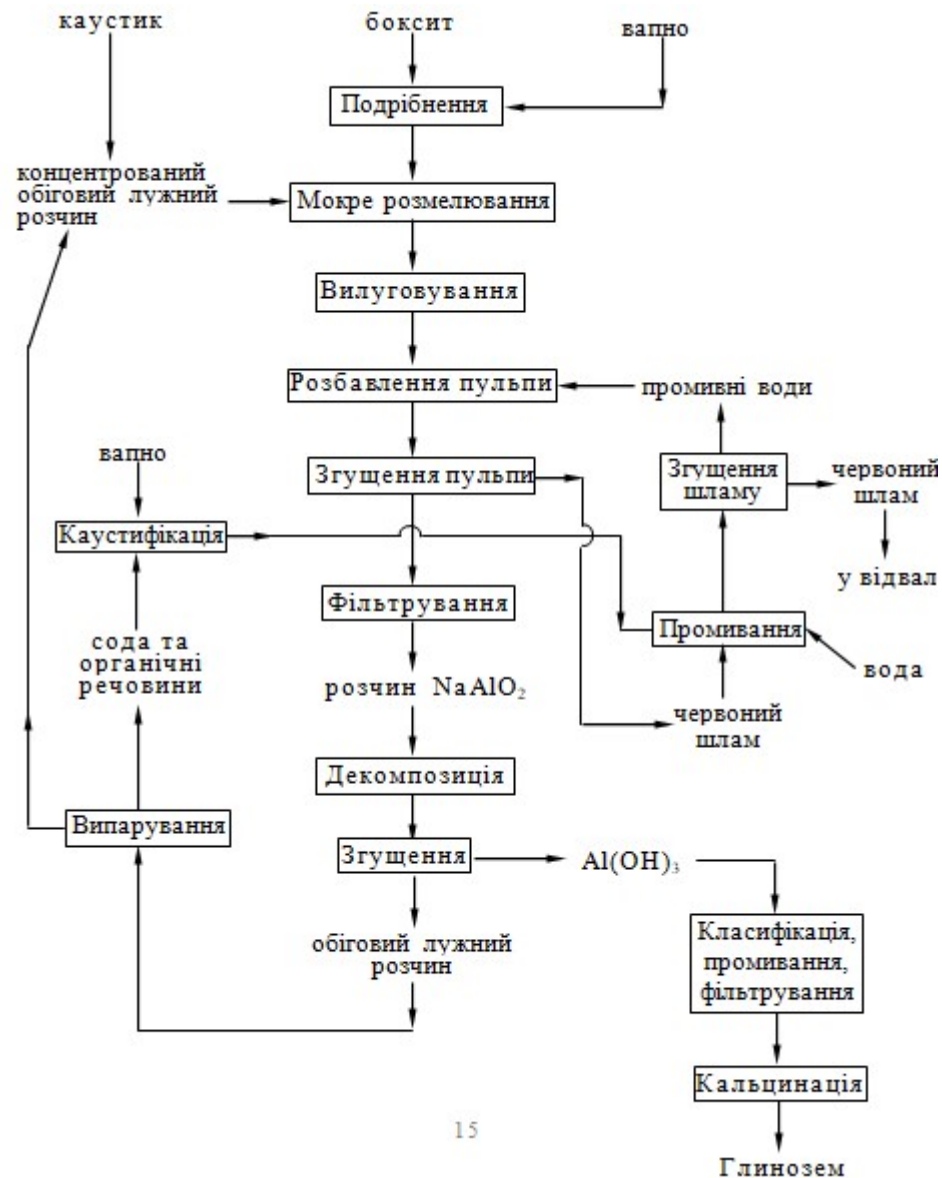 каустик
боксит
вапно
Подрібнення
концентрований
обіговий лужний
розчин
Мокре розмелювання
Вилуговування
Розбавлення пульпи
промивні води
вапно
Згущення пульпи
Згущення
шламу
червоний
шлам
Каустифікація
у відвал
Фільтрування
Промивання
сода та
органічні
речовини
вода
розчин NaAlO₂
червоний
шлам
Декомпозиція
Випарування
Згущення
Al(OH)₃
обіговий лужний
розчин
Класифікація,
промивання,
фільтрування
Кальцинація
15
Глинозем